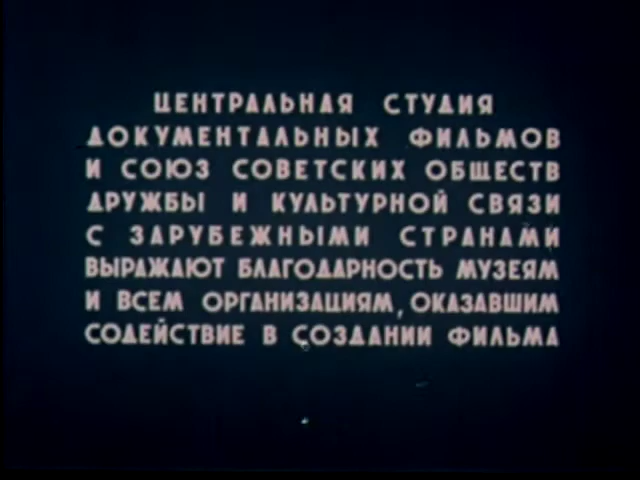 ЦЕНТРАЛЬНАЯ СТУДИЯ
ДОКУМЕНТАЛЬНЫХ ФИЛЬМОВ
И СОЮЗ СОВЕТСКИХ ОБЩЕСТВ
ДРУЖБЫ И КУЛЬТУРНОЙ СВЯЗИ
С ЗАРУБЕЖНЫМИ СТРАНАМИ
ВЫРАЖАЮТ БЛАГОДАРНОСТЬ МУЗЕЯМ
И ВСЕМ ОРГАНИЗАЦИЯМ, ОКАЗАВШИМ
СОДЕЙСТВИЕ В СОЗДАНИИ ФИЛЬМА